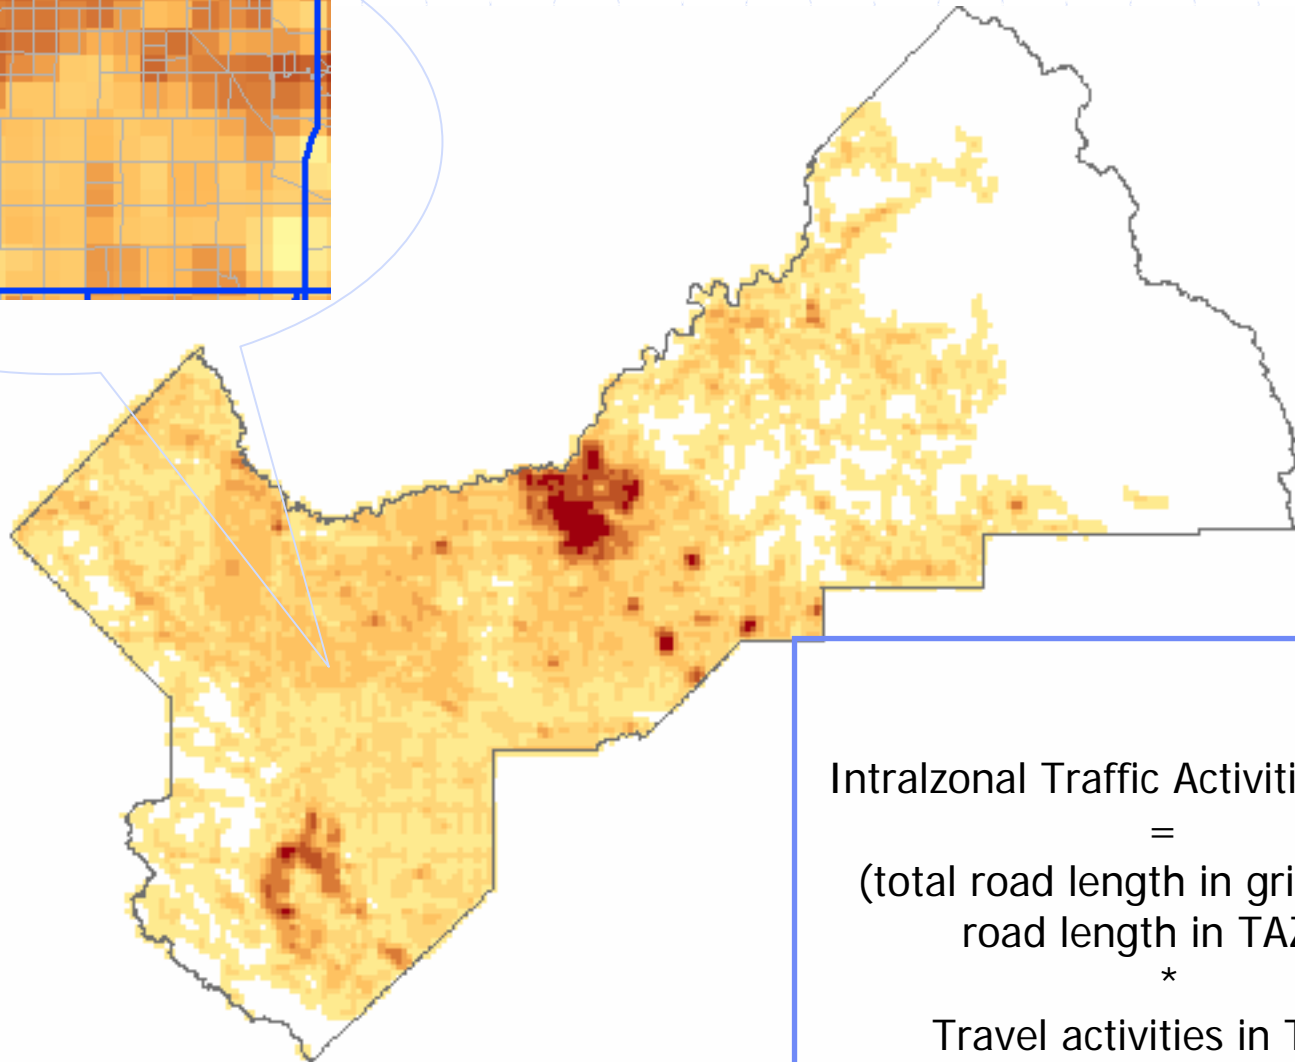 Intralzonal Traffic Activiti
=
(total road length in gri
road length in TAZ
*
Travel activities in T